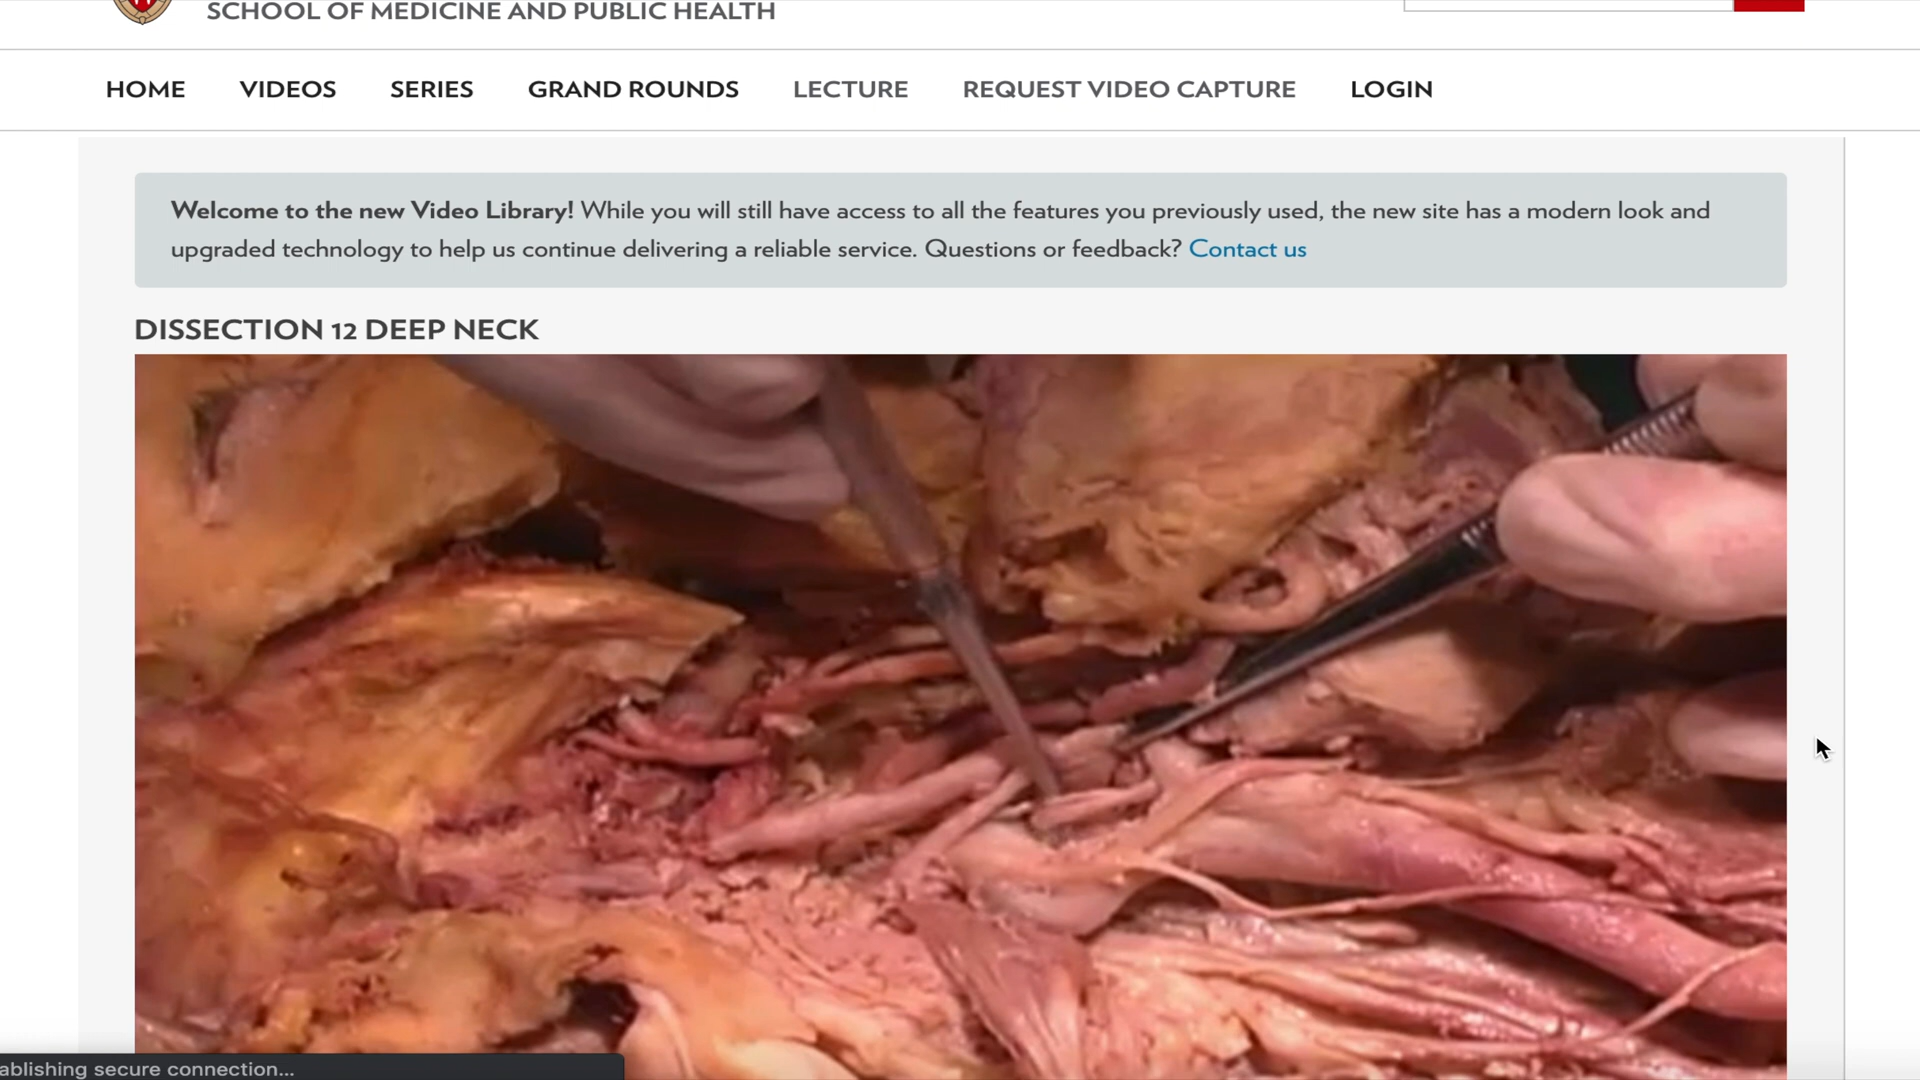 SCHOOL OF MEDICINE AND PUBLIC HEALTH
HOME VIDEOS SERIES GRAND ROUNDS LECTURE REQUEST VIDEO CAPTURE LOGIN
Welcome to the new Video Library! While you will still have access to all the features you previously used, the new site has a modern look and
upgraded technology to help us continue delivering a reliable service. Questions or feedback? Contact us
DISSECTION 12 DEEP NECK
ablishing secure connection...